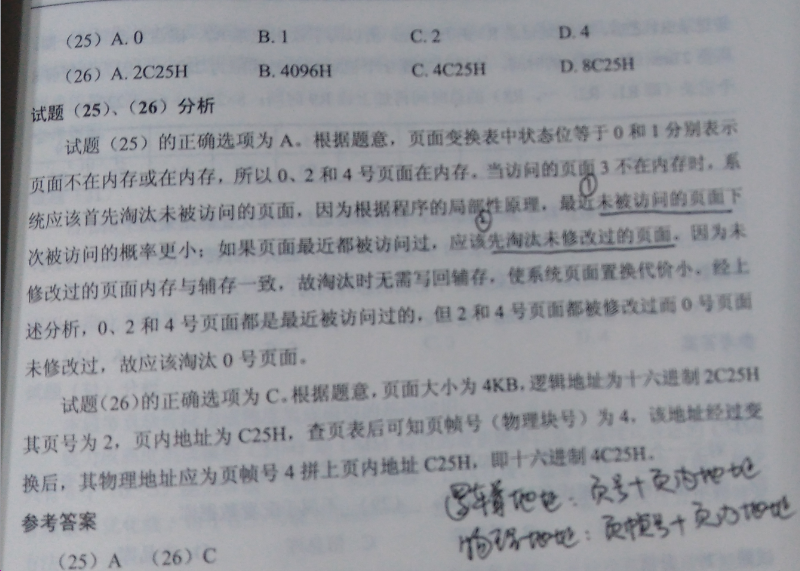 （25）A. 0 B. 1 C. 2 D. 4
（26）A. 2C25H B. 4096H C. 4C25H D. 8C25H
试题（25）、（26）分析
试题（25）的正确选项为 A。根据题意，页面变换表中状态位等于 0 和 1 分别表示
页面不在内存或在内存，所以 0、2 和 4 号页面在内存。当访问的页面 3 不在内存时，系
统应该首先淘汰未被访问的页面，因为根据程序的局部性原理，最近未被访问的页面下
①
②
次被访问的概率更小；如果页面最近都被访问过，应该先淘汰未修改过的页面。因为未
修改过的页面内存与辅存一致，故淘汰时无需写回辅存，使系统页面置换代价小。经上
述分析，0、2 和 4 号页面都是最近被访问过的，但 2 和 4 号页面都被修改过而 0 号页面
未修改过，故应该淘汰 0 号页面。
试题（26）的正确选项为 C。根据题意，页面大小为 4KB，逻辑地址为十六进制 2C25H
其页号为 2，页内地址为 C25H，查页表后可知页帧号（物理块号）为 4，该地址经过变
换后，其物理地址应为页帧号 4 拼上页内地址 C25H，即十六进制 4C25H。
逻辑地址：页号+页内地址
参考答案
物理地址：页帧号+页内地址
（25）A （26）C